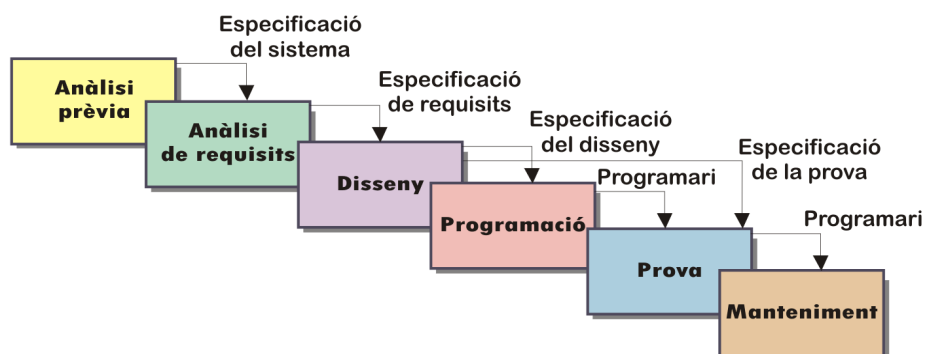 Especificació
del sistema
Anàlisi
prèvia
Especificació
de requisits
Anàlisi
de requisits
Especificació
del disseny
Disseny
Especificació
de la prova
Programari
Programació
Programari
Prova
Manteniment